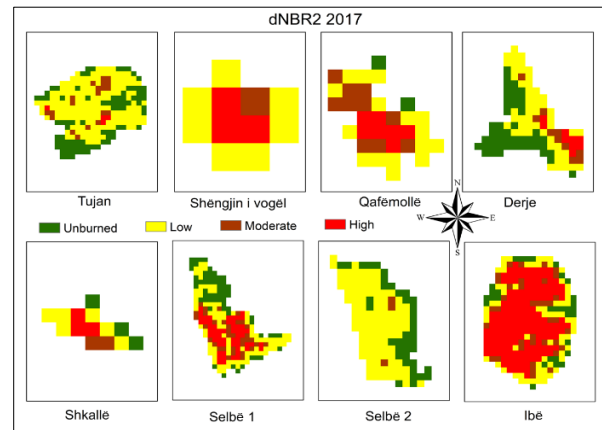 dNBR2 2017
Tujan
Shëngjin i vogël
Qafëmollë
Derje
N
W
E
S
Unburned
Low
Moderate
High
Shkallë
Selbë 1
Selbë 2
Ibë